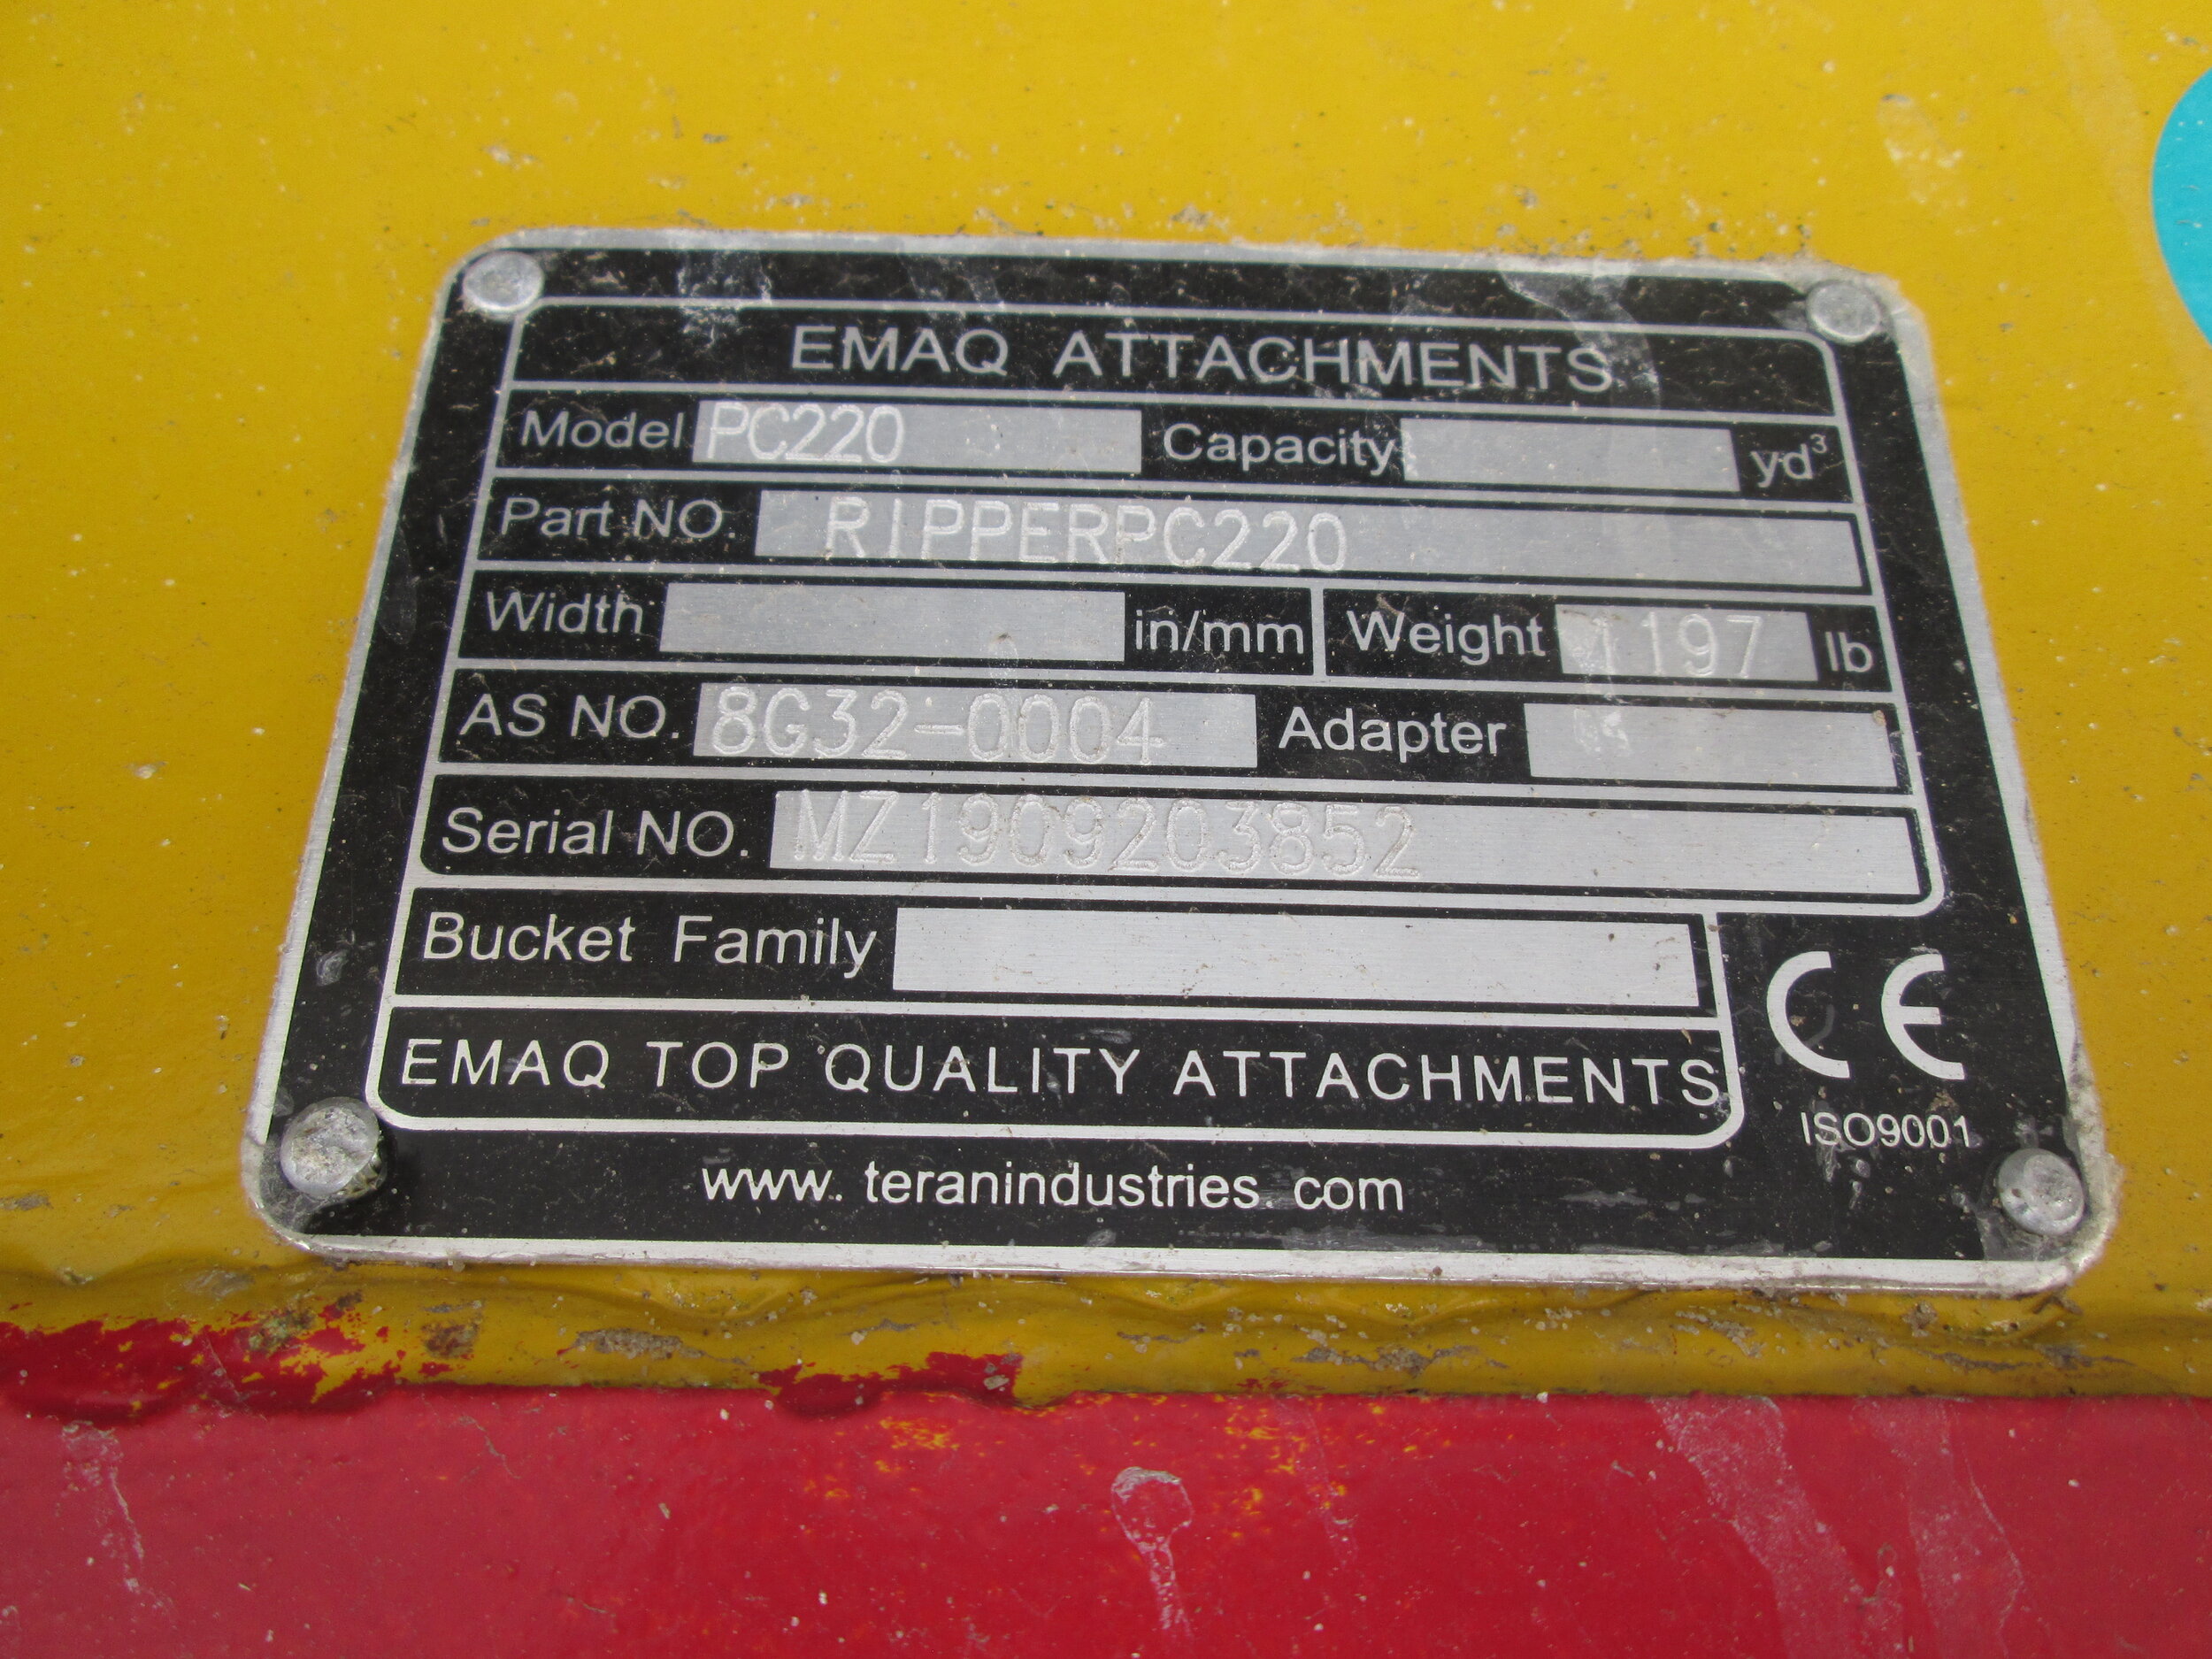 EMAQ ATTACHMENTS
Model PC220 Capacity yd³
Part NO. RIPPERPC220
Width in/mm Weight 1197 lb
AS NO. 8G32-0004 Adapter
Serial NO. MZ1909203852
Bucket Family
CE
EMAQ TOP QUALITY ATTACHMENTS
ISO9001
www.teranindustries.com